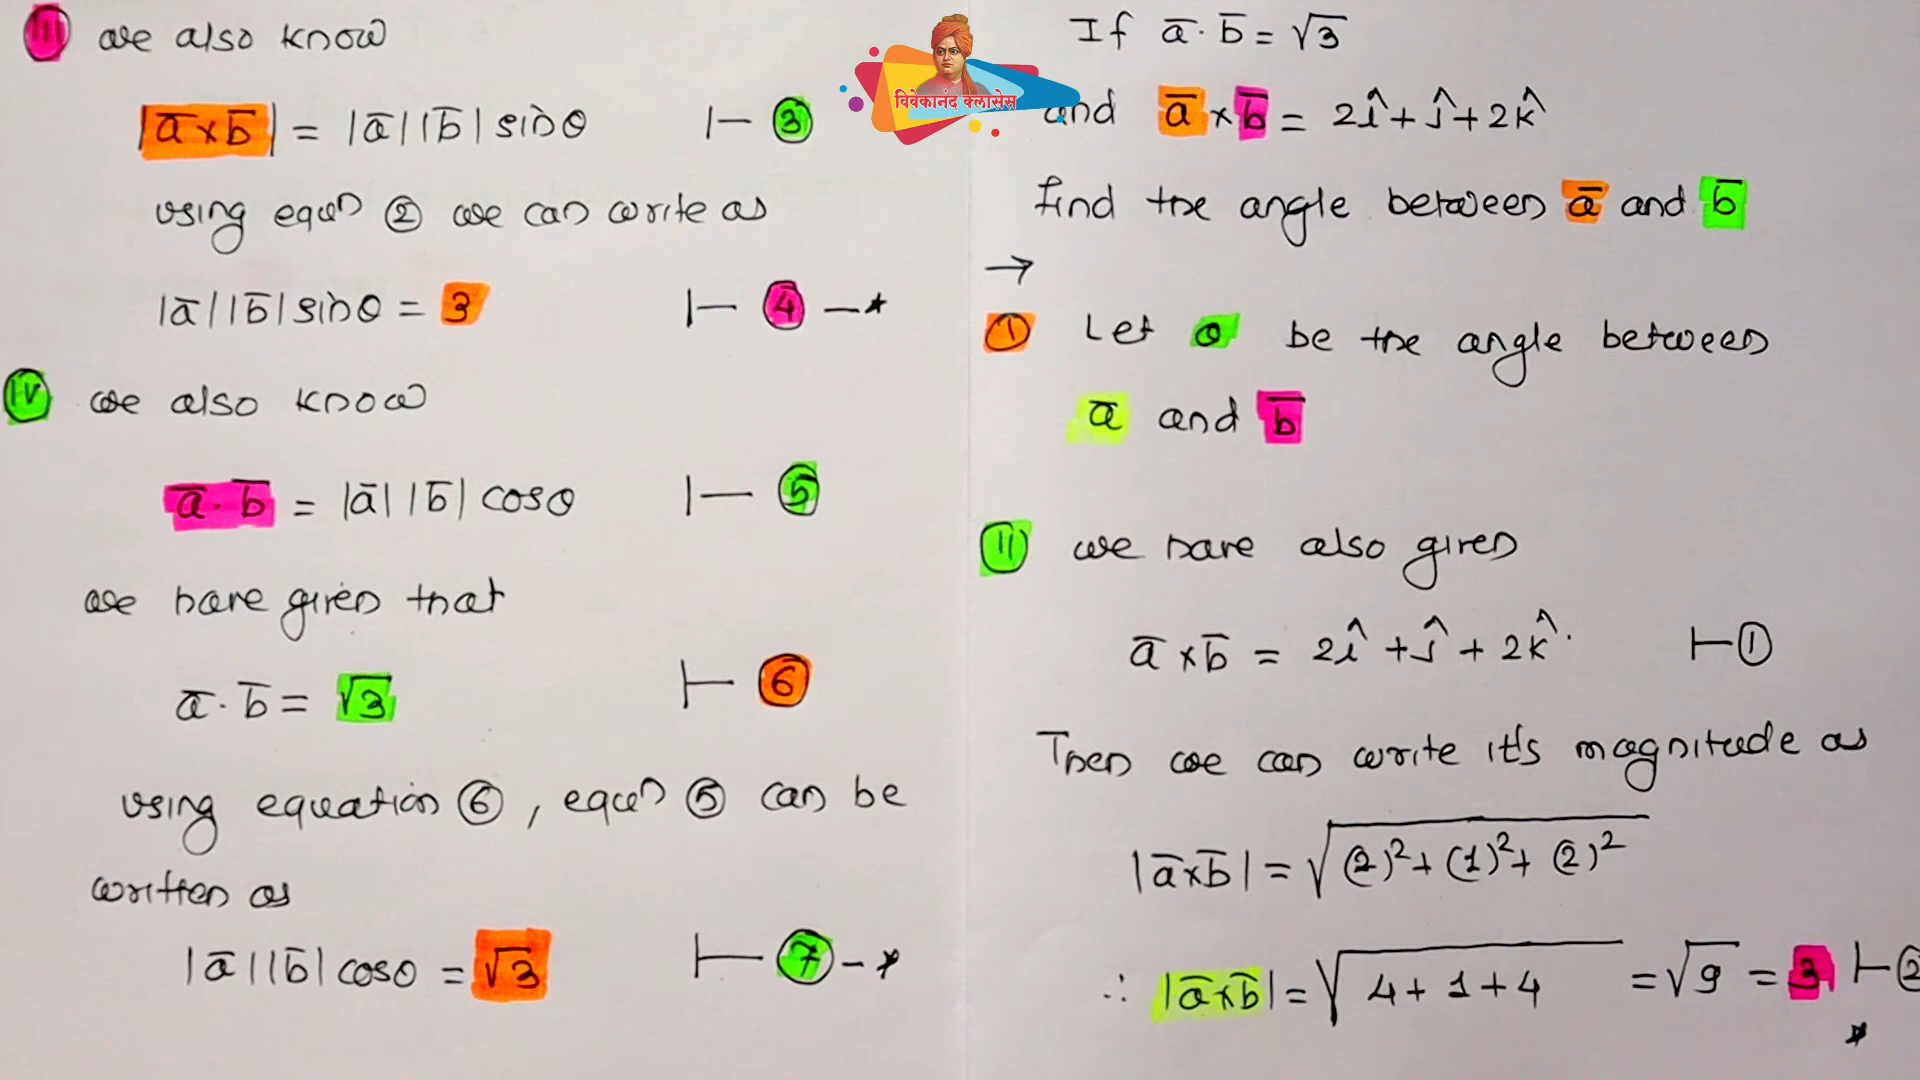 III we also know
|a̅ x b̅| = |a̅| |b̅| sinθ |— 3
using equn 2 we can write as
|a̅| |b̅| sinθ = 3 |— 4 —*
IV we also know
a̅ . b̅ = |a̅| |b̅| cosθ |— 5
we have given that
a̅ . b̅ = √3 |— 6
using equation 6 , equn 5 can be
written as
|a̅| |b̅| cosθ = √3 |— 7 —*
विवेकानंद क्लासेस
If a̅ . b̅ = √3
and a̅ x b̅ = 2î + ĵ + 2k̂
find the angle between a̅ and b̅
→
I Let θ be the angle between
a̅ and b̅
II we have also given
a̅ x b̅ = 2î + ĵ + 2k̂ . |— 1
Then we can write it's magnitude as
|a̅ x b̅| = √(2)² + (1)² + (2)²
∴ |a̅ x b̅| = √4 + 1 + 4 = √9 = 3 |— 2
*